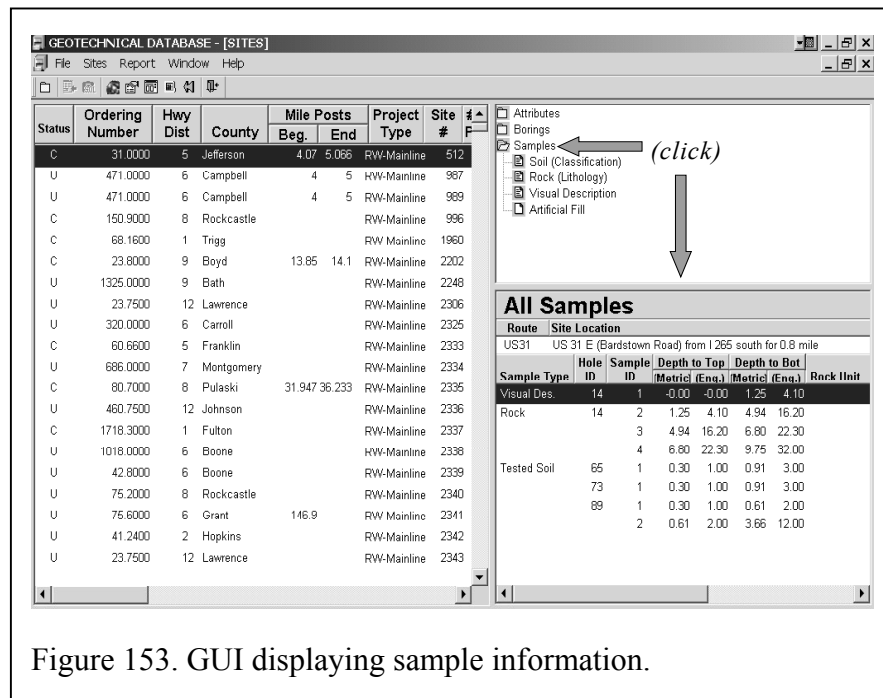 GEOTECHNICAL DATABASE - [SITES]
File Sites Report Window Help
Status Ordering Number Hwy Dist County Mile Posts Beg. End Project Type Site # # P
C 31.0000 5 Jefferson 4.07 5.066 RW-Mainline 512
U 471.0000 6 Campbell 4 5 RW-Mainline 987
U 471.0000 6 Campbell 4 5 RW-Mainline 989
C 150.9000 8 Rockcastle RW-Mainline 996
C 68.1600 1 Trigg RW-Mainline 1960
C 23.8000 9 Boyd 13.85 14.1 RW-Mainline 2202
U 1325.0000 9 Bath RW-Mainline 2248
U 23.7500 12 Lawrence RW-Mainline 2306
U 320.0000 6 Carroll RW-Mainline 2325
C 60.6600 5 Franklin RW-Mainline 2333
U 686.0000 7 Montgomery RW-Mainline 2334
C 80.7000 8 Pulaski 31.947 36.233 RW-Mainline 2335
U 460.7500 12 Johnson RW-Mainline 2336
C 1718.3000 1 Fulton RW-Mainline 2337
U 1018.0000 6 Boone RW-Mainline 2338
U 42.8000 6 Boone RW-Mainline 2339
U 75.2000 8 Rockcastle RW-Mainline 2340
U 75.6000 6 Grant 146.9 RW-Mainline 2341
U 41.2400 2 Hopkins RW-Mainline 2342
U 23.7500 12 Lawrence RW-Mainline 2343
Attributes
Borings
Samples
(click)
Soil (Classification)
Rock (Lithology)
Visual Description
Artificial Fill
All Samples
Route Site Location
US31 US 31 E (Bardstown Road) from I 265 south for 0.8 mile
Hole Sample Depth to Top Depth to Bot
Sample Type ID ID (Metric) (Eng.) (Metric) (Eng.) Rock Unit
Visual Des. 14 1 -0.00 -0.00 1.25 4.10
Rock 14 2 1.25 4.10 4.94 16.20
3 4.94 16.20 6.80 22.30
4 6.80 22.30 9.75 32.00
Tested Soil 65 1 0.30 1.00 0.91 3.00
73 1 0.30 1.00 0.91 3.00
89 1 0.30 1.00 0.61 2.00
2 0.61 2.00 3.66 12.00
Figure 153. GUI displaying sample information.